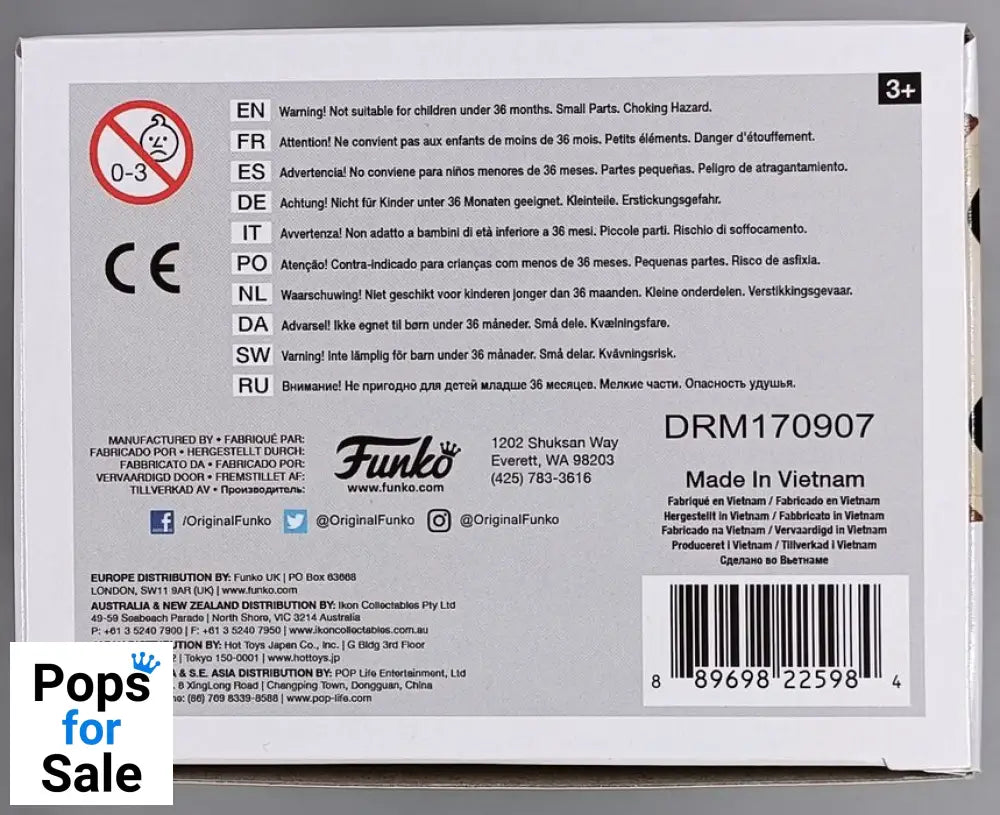 3+
0-3
EN Warning! Not suitable for children under 36 months. Small Parts. Choking Hazard.
FR Attention! Ne convient pas aux enfants de moins de 36 mois. Petits éléments. Danger d'étouffement.
ES Advertencia! No conviene para niños menores de 36 meses. Partes pequeñas. Peligro de atragantamiento.
DE Achtung! Nicht für Kinder unter 36 Monaten geeignet. Kleinteile. Erstickungsgefahr.
IT Avvertenza! Non adatto a bambini di età inferiore a 36 mesi. Piccole parti. Rischio di soffocamento.
PO Atenção! Contra-indicado para crianças com menos de 36 meses. Pequenas partes. Risco de asfixia.
NL Waarschuwing! Niet geschikt voor kinderen jonger dan 36 maanden. Kleine onderdelen. Verstikkingsgevaar.
DA Advarsel! Ikke egnet til børn under 36 måneder. Små dele. Kvælningsfare.
SW Varning! Inte lämplig för barn under 36 månader. Små delar. Kvävningsrisk.
RU Внимание! Не пригодно для детей младше 36 месяцев. Мелкие части. Опасность удушья.
CE
MANUFACTURED BY • FABRIQUÉ PAR:
FABRICADO POR • HERGESTELLT DURCH:
FABBRICATO DA • FABRICADO POR:
VERVAARDIGD DOOR • FREMSTILLET AF:
TILLVERKAD AV • Производитель:
Funko
www.funko.com
1202 Shuksan Way
Everett, WA 98203
(425) 783-3616
/OriginalFunko @OriginalFunko @OriginalFunko
DRM170907
Made In Vietnam
Fabriqué en Vietnam / Fabricado en Vietnam
Hergestellt in Vietnam / Fabbricato in Vietnam
Fabricado na Vietnam / Vervaardigd in Vietnam
Produceret i Vietnam / Tillverkad i Vietnam
Сделано во Вьетнаме
EUROPE DISTRIBUTION BY: Funko UK | PO Box 63668
LONDON, SW11 9AR (UK) | www.funko.com
AUSTRALIA & NEW ZEALAND DISTRIBUTION BY: Ikon Collectables Pty Ltd
49-59 Seabeach Parade | North Shore, VIC 3214 Australia
P: +61 3 5240 7900 | F: +61 3 5240 7950 | www.ikoncollectables.com.au
TION BY: Hot Toys Japan Co., Inc. | G Bldg 3rd Floor
2 | Tokyo 150-0001 | www.hottoys.jp
A & S.E. ASIA DISTRIBUTION BY: POP Life Entertainment, Ltd
8 XingLong Road | Changping Town, Dongguan, China
ne: (86) 769 8339-8588 | www.pop-life.com
8 89698 22598 4
Pops
for
Sale